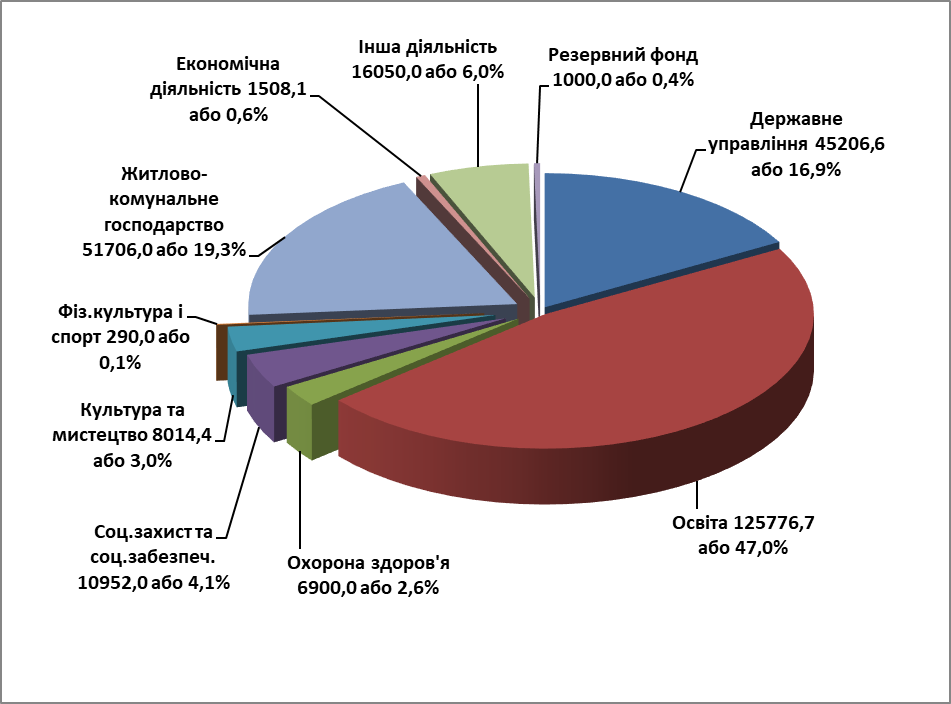 Економічна
діяльність 1508,1
або 0,6%
Інша діяльність
16050,0 або 6,0%
Резервний фонд
1000,0 або 0,4%
Державне
управління 45206,6
або 16,9%
Житлово-
комунальне
господарство
51706,0 або 19,3%
Фіз.культура і
спорт 290,0 або
0,1%
Культура та
мистецтво 8014,4
або 3,0%
Соц.захист та
соц.забезпеч.
10952,0 або 4,1%
Охорона здоров'я
6900,0 або 2,6%
Освіта 125776,7
або 47,0%